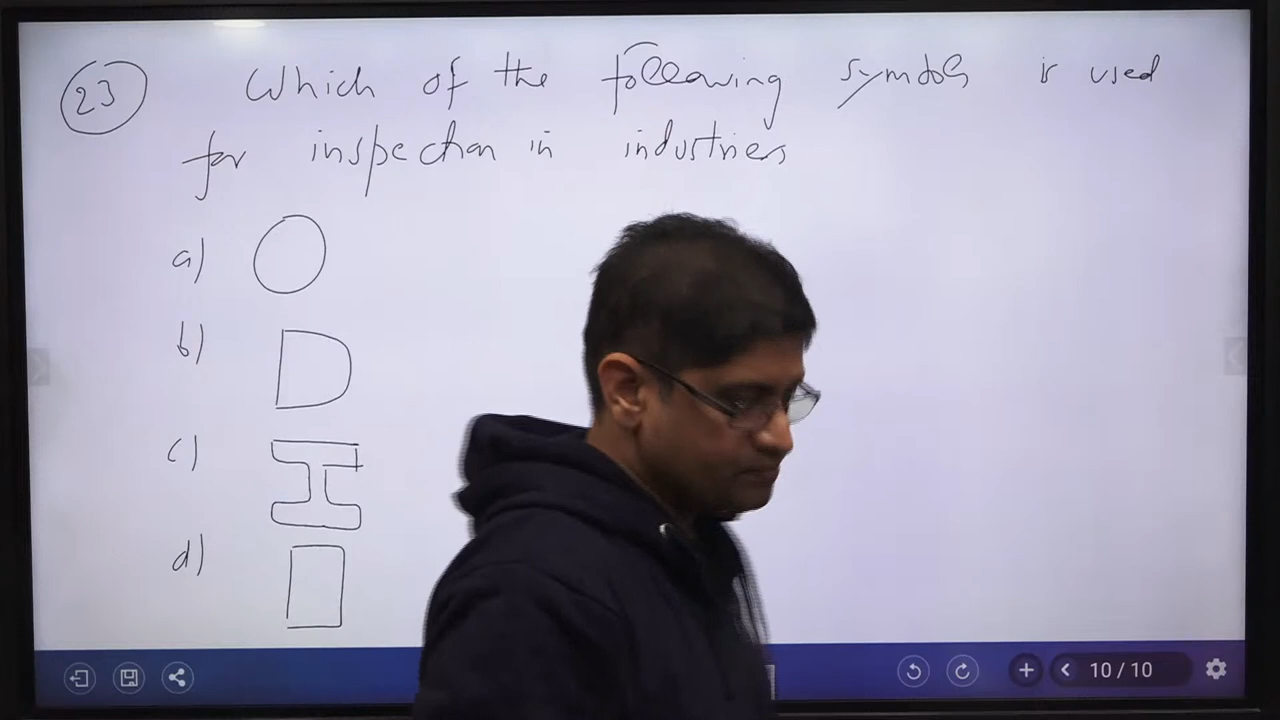 23 Which of the following symbols is used
for inspection in industries
a)
b)
c)
d)
10 / 10